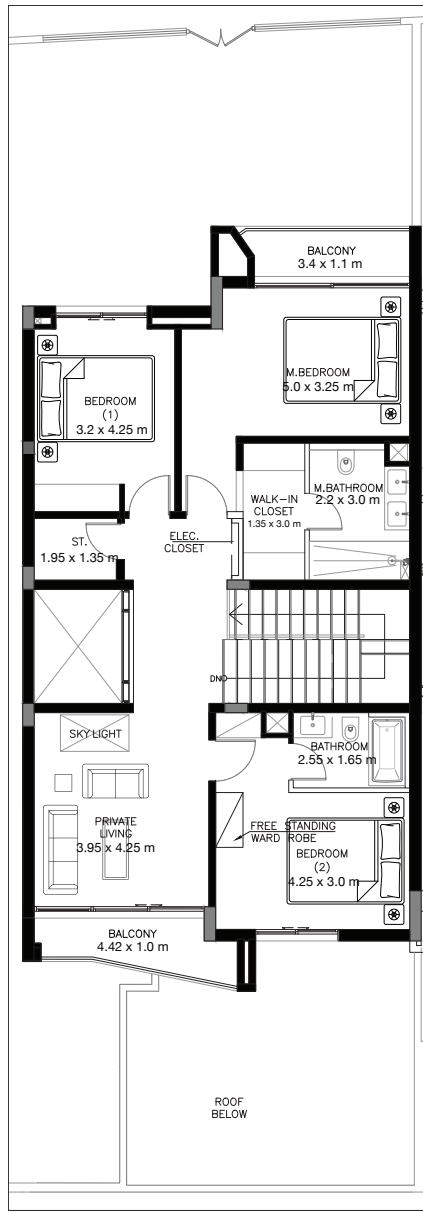 BALCONY
3.4 x 1.1 m
M.BEDROOM
5.0 x 3.25 m
BEDROOM
(1)
3.2 x 4.25 m
M.BATHROOM
2.2 x 3.0 m
WALK-IN
CLOSET
1.35 x 3.0 m
ELEC.
CLOSET
ST.
1.95 x 1.35 m
DN
SKYLIGHT
BATHROOM
2.55 x 1.65 m
PRIVATE
LIVING
3.95 x 4.25 m
FREE STANDING
WARD ROBE
BEDROOM
(2)
4.25 x 3.0 m
BALCONY
4.42 x 1.0 m
ROOF
BELOW